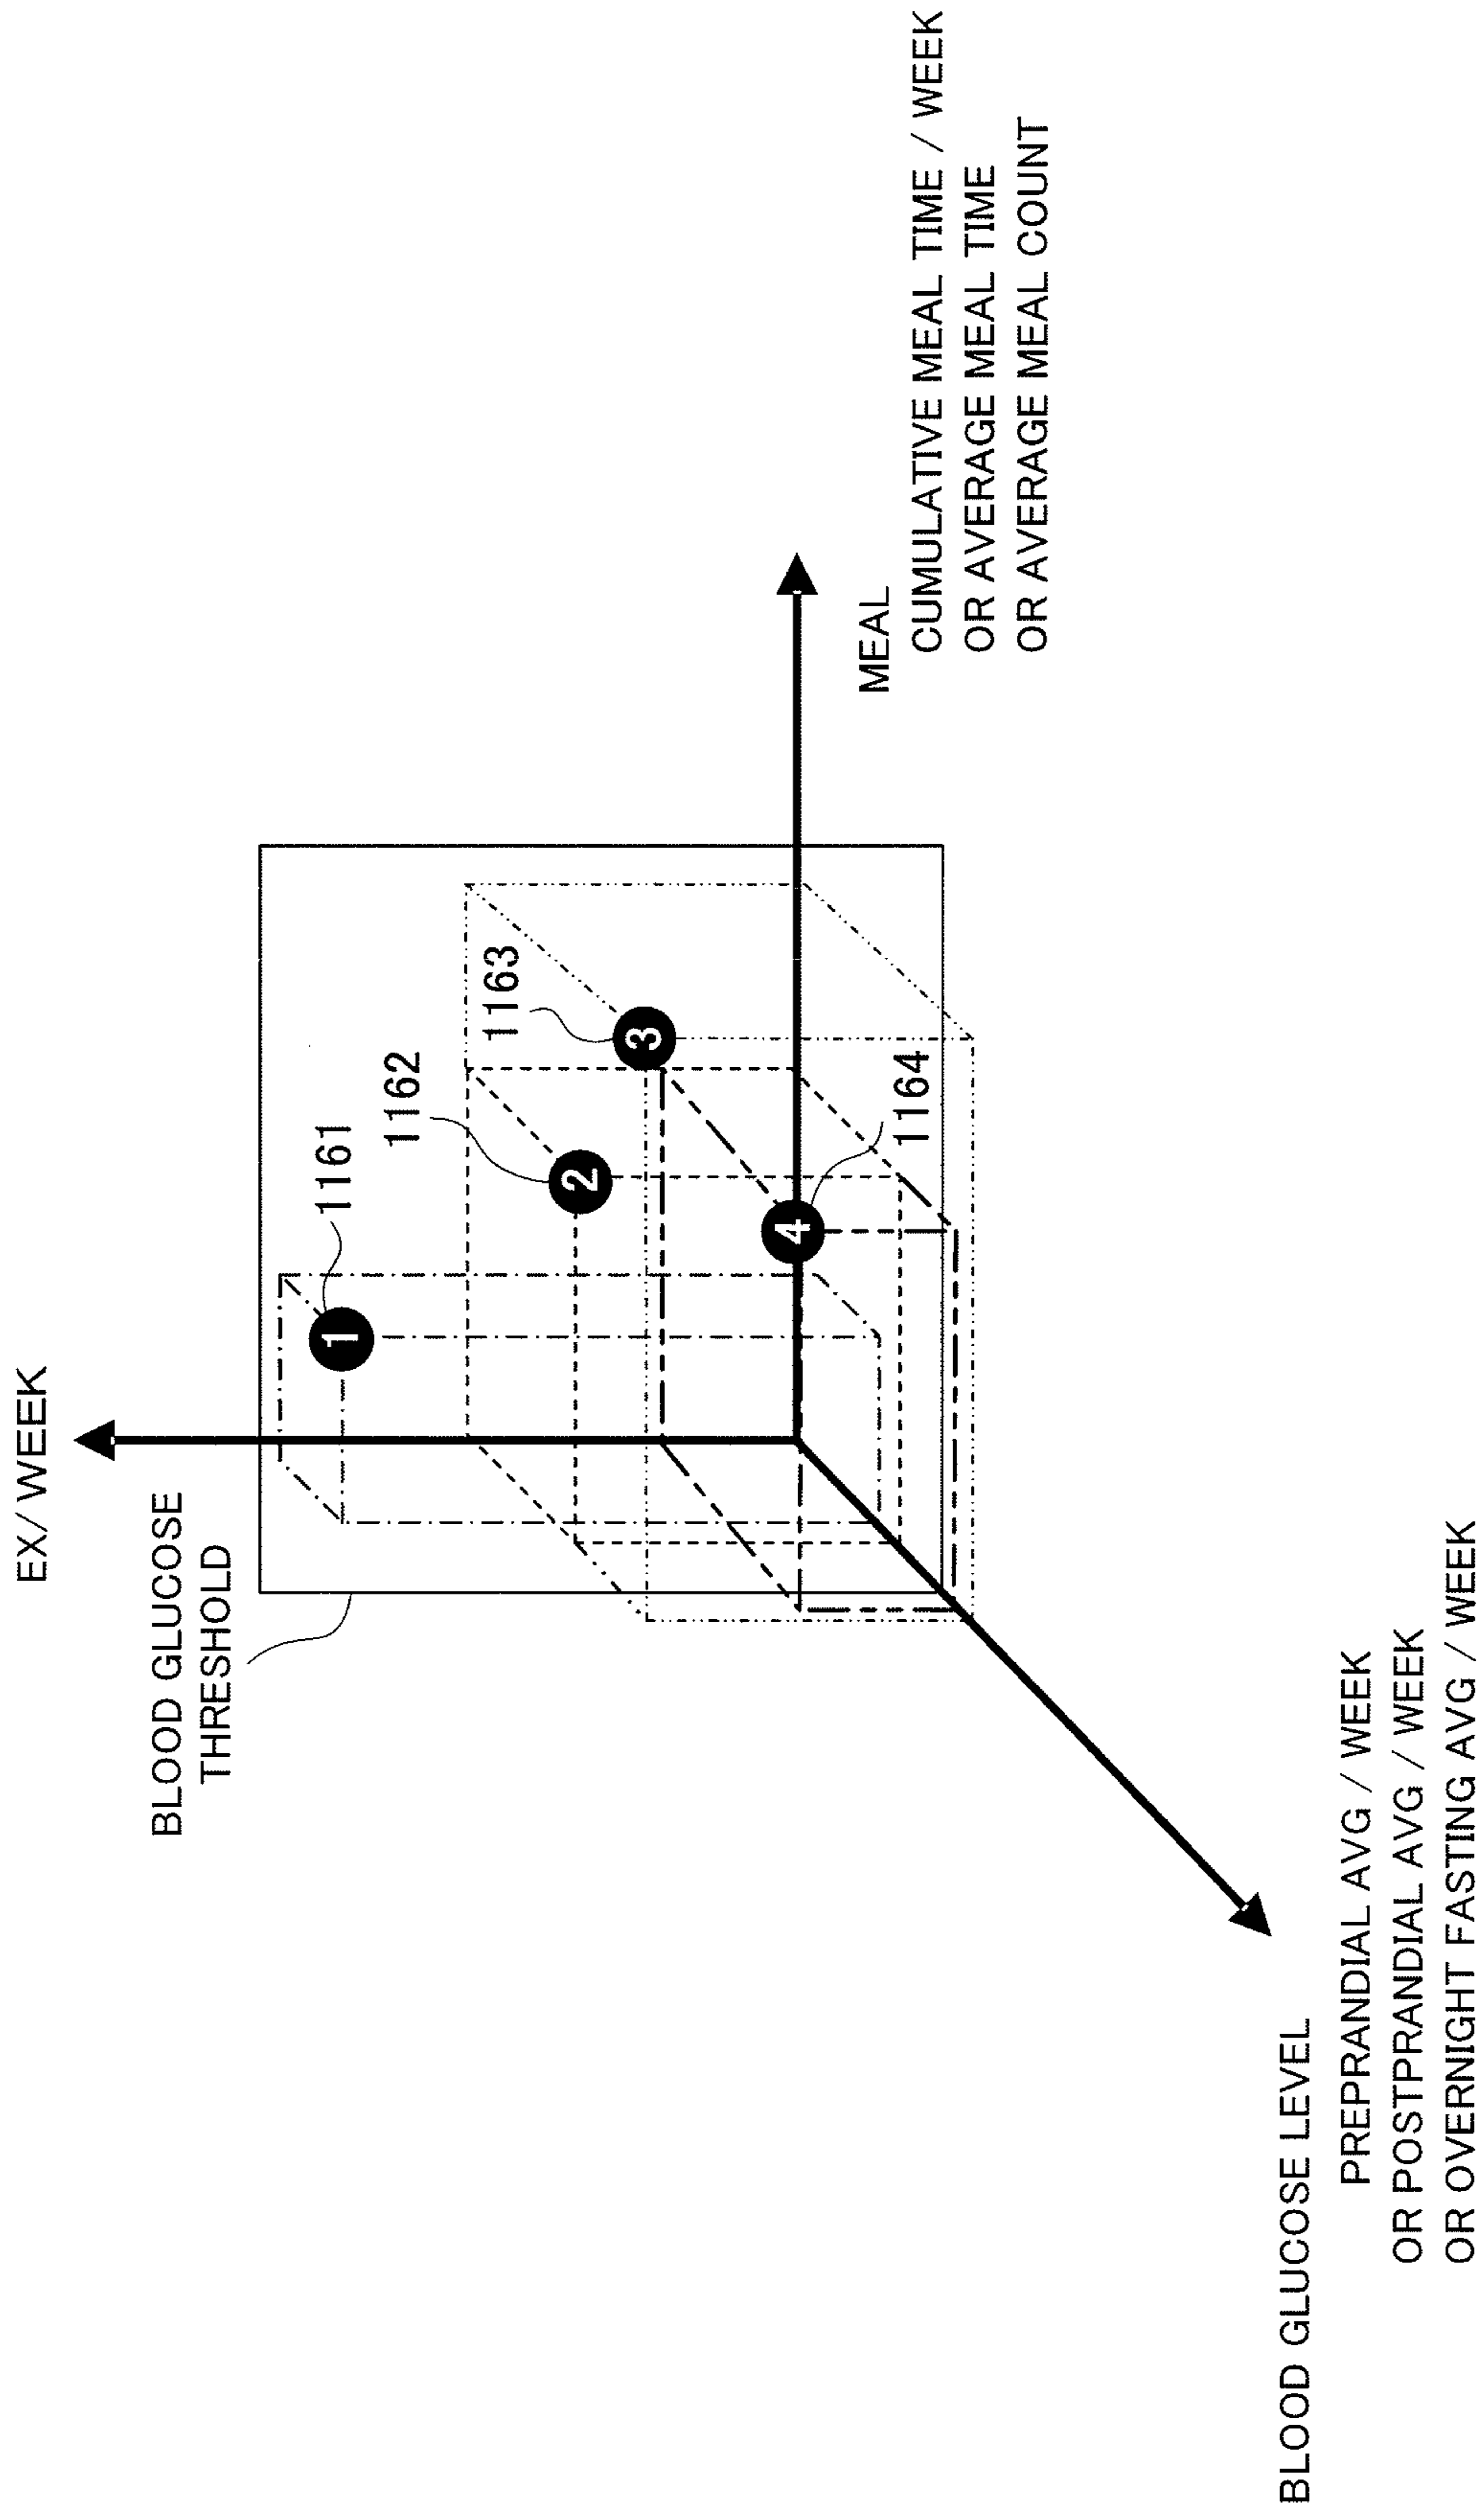 EX/WEEK
BLOOD GLUCOSE
THRESHOLD
1161
1162
1163
1164
1
2
3
4
MEAL
CUMULATIVE MEAL TIME / WEEK
OR AVERAGE MEAL TIME
OR AVERAGE MEAL COUNT
BLOOD GLUCOSE LEVEL
PREPRANDIAL AVG / WEEK
OR POSTPRANDIAL AVG / WEEK
OR OVERNIGHT FASTING AVG / WEEK